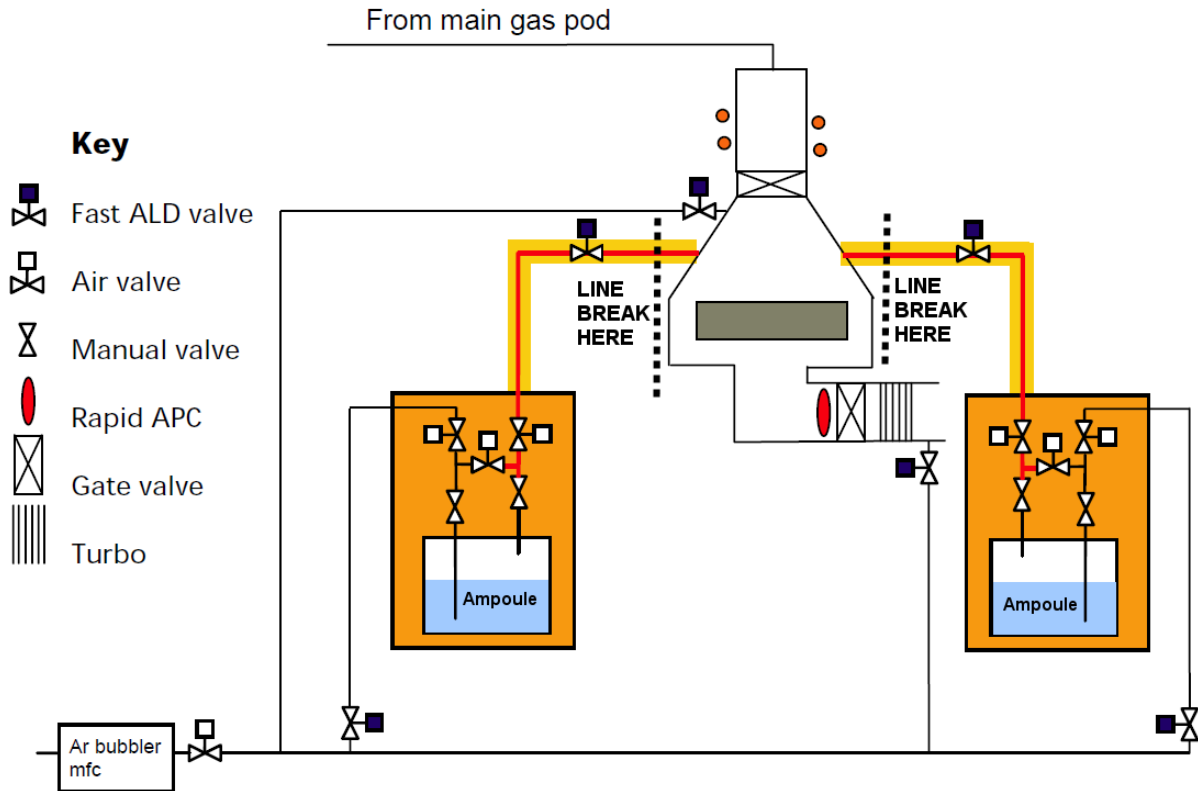 From main gas pod
Key
Fast ALD valve
Air valve
Manual valve
Rapid APC
Gate valve
Turbo
LINE
BREAK
HERE
LINE
BREAK
HERE
Ampoule
Ampoule
Ar bubbler
mfc